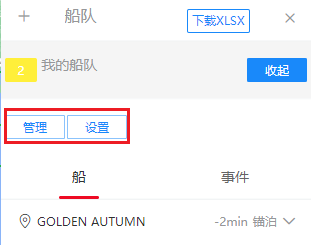 船队 下载XLSX
2 我的船队 收起
管理 设置
船 事件
GOLDEN AUTUMN -2min 锚泊